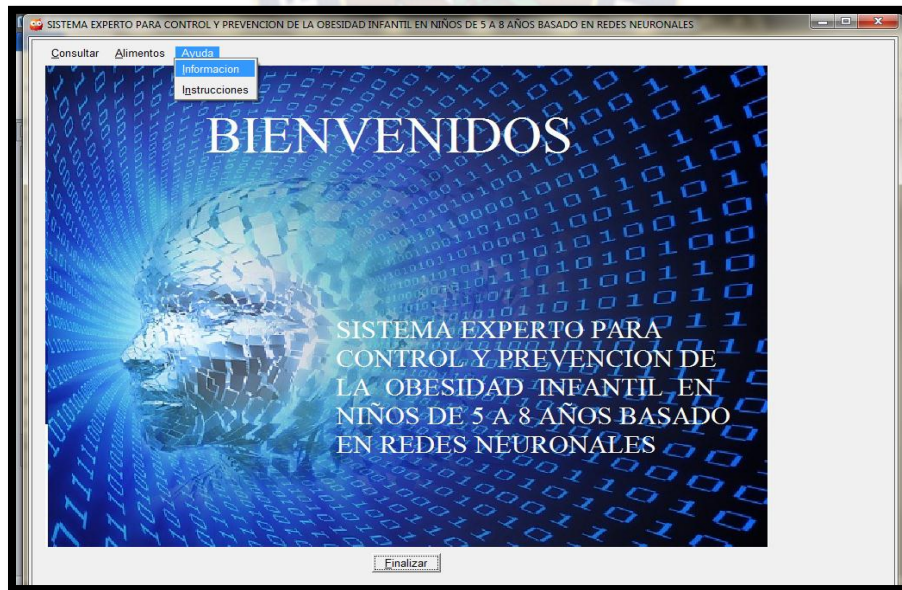 SISTEMA EXPERTO PARA CONTROL Y PREVENCION DE LA OBESIDAD INFANTIL EN NIÑOS DE 5 A 8 AÑOS BASADO EN REDES NEURONALES
Consultar Alimentos Ayuda
Informacion
Instrucciones
BIENVENIDOS
SISTEMA EXPERTO PARA
CONTROL Y PREVENCION DE
LA OBESIDAD INFANTIL EN
NIÑOS DE 5 A 8 AÑOS BASADO
EN REDES NEURONALES
Finalizar